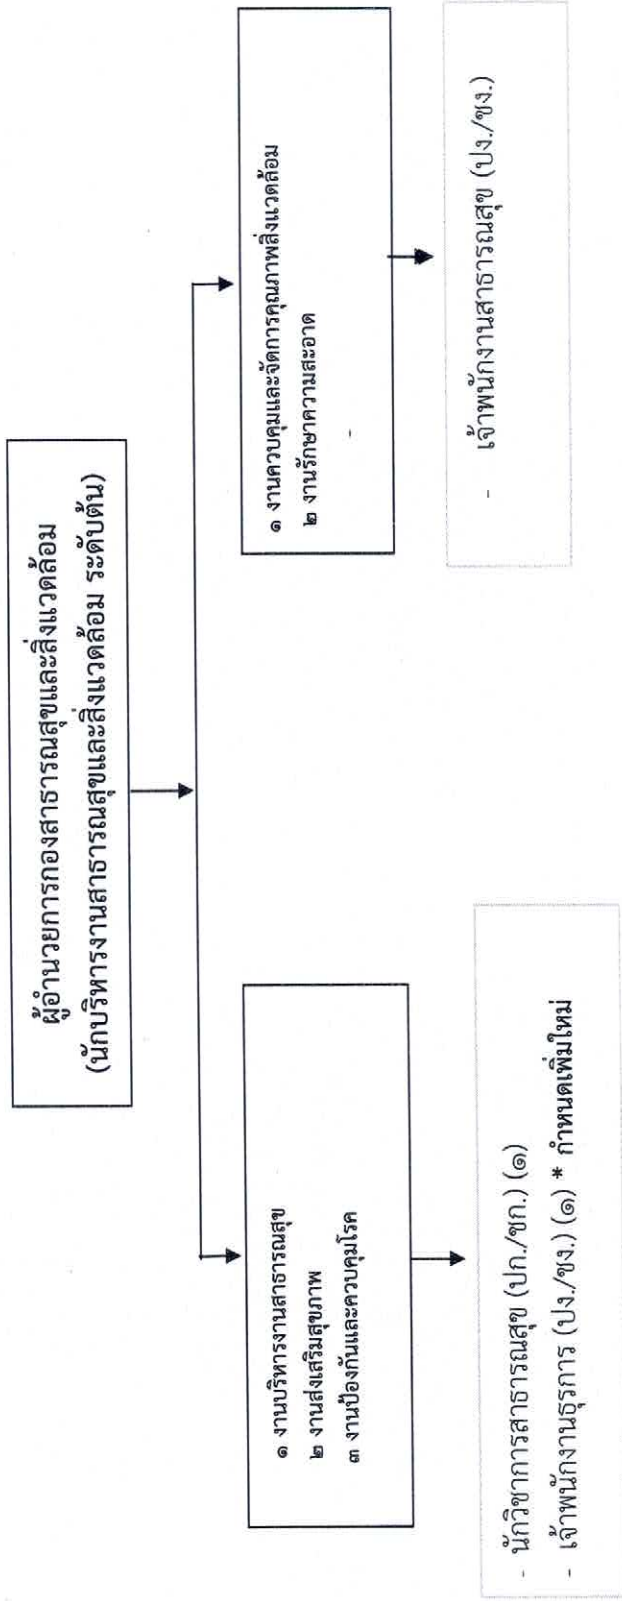 ผู้อำนวยการกองสาธารณสุขและสิ่งแวดล้อม
(นักบริหารงานสาธารณสุขและสิ่งแวดล้อม ระดับต้น)
๑ งานบริหารงานสาธารณสุข
๒ งานส่งเสริมสุขภาพ
๓ งานป้องกันและควบคุมโรค
- นักวิชาการสาธารณสุข (ปก./ชก.) (๑)
- เจ้าพนักงานธุรการ (ปง./ชง.) (๑) * กำหนดเพิ่มใหม่
๑ งานควบคุมและจัดการคุณภาพสิ่งแวดล้อม
๒ งานรักษาความสะอาด
-
- เจ้าพนักงานสาธารณสุข (ปง./ชง.)